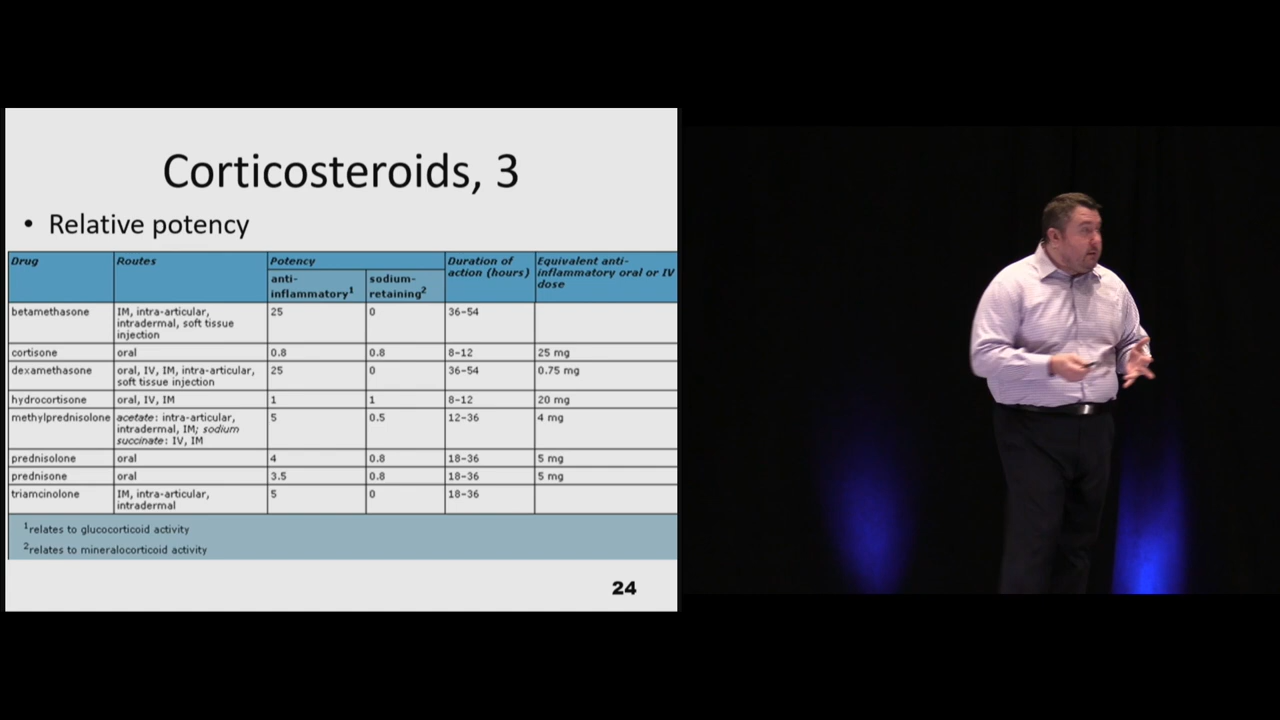 Corticosteroids, 3
• Relative potency
Drug Routes Potency Duration of action (hours) Equivalent anti-inflammatory oral or IV dose
anti-inflammatory1 sodium-retaining2
betamethasone IM, intra-articular, intradermal, soft tissue injection 25 0 36–54
cortisone oral 0.8 0.8 8–12 25 mg
dexamethasone oral, IV, IM, intra-articular, soft tissue injection 25 0 36–54 0.75 mg
hydrocortisone oral, IV, IM 1 1 8–12 20 mg
methylprednisolone acetate: intra-articular, intradermal, IM; sodium succinate: IV, IM 5 0.5 12–36 4 mg
prednisolone oral 4 0.8 18–36 5 mg
prednisone oral 3.5 0.8 18–36 5 mg
triamcinolone IM, intra-articular, intradermal 5 0 18–36
1relates to glucocorticoid activity
2relates to mineralocorticoid activity
24